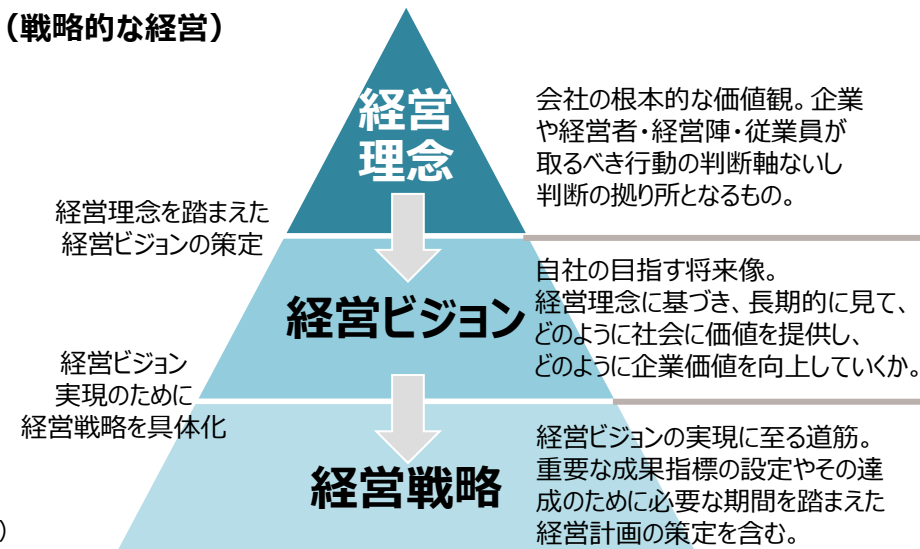 （戦略的な経営）
経営
理念
会社の根本的な価値観。企業
や経営者・経営陣・従業員が
取るべき行動の判断軸ないし
判断の拠り所となるもの。
経営理念を踏まえた
経営ビジョンの策定
経営ビジョン
自社の目指す将来像。
経営理念に基づき、長期的に見て、
どのように社会に価値を提供し、
どのように企業価値を向上していくか。
経営ビジョン
実現のために
経営戦略を具体化
経営戦略
経営ビジョンの実現に至る道筋。
重要な成果指標の設定やその達
成のために必要な期間を踏まえた
経営計画の策定を含む。
）